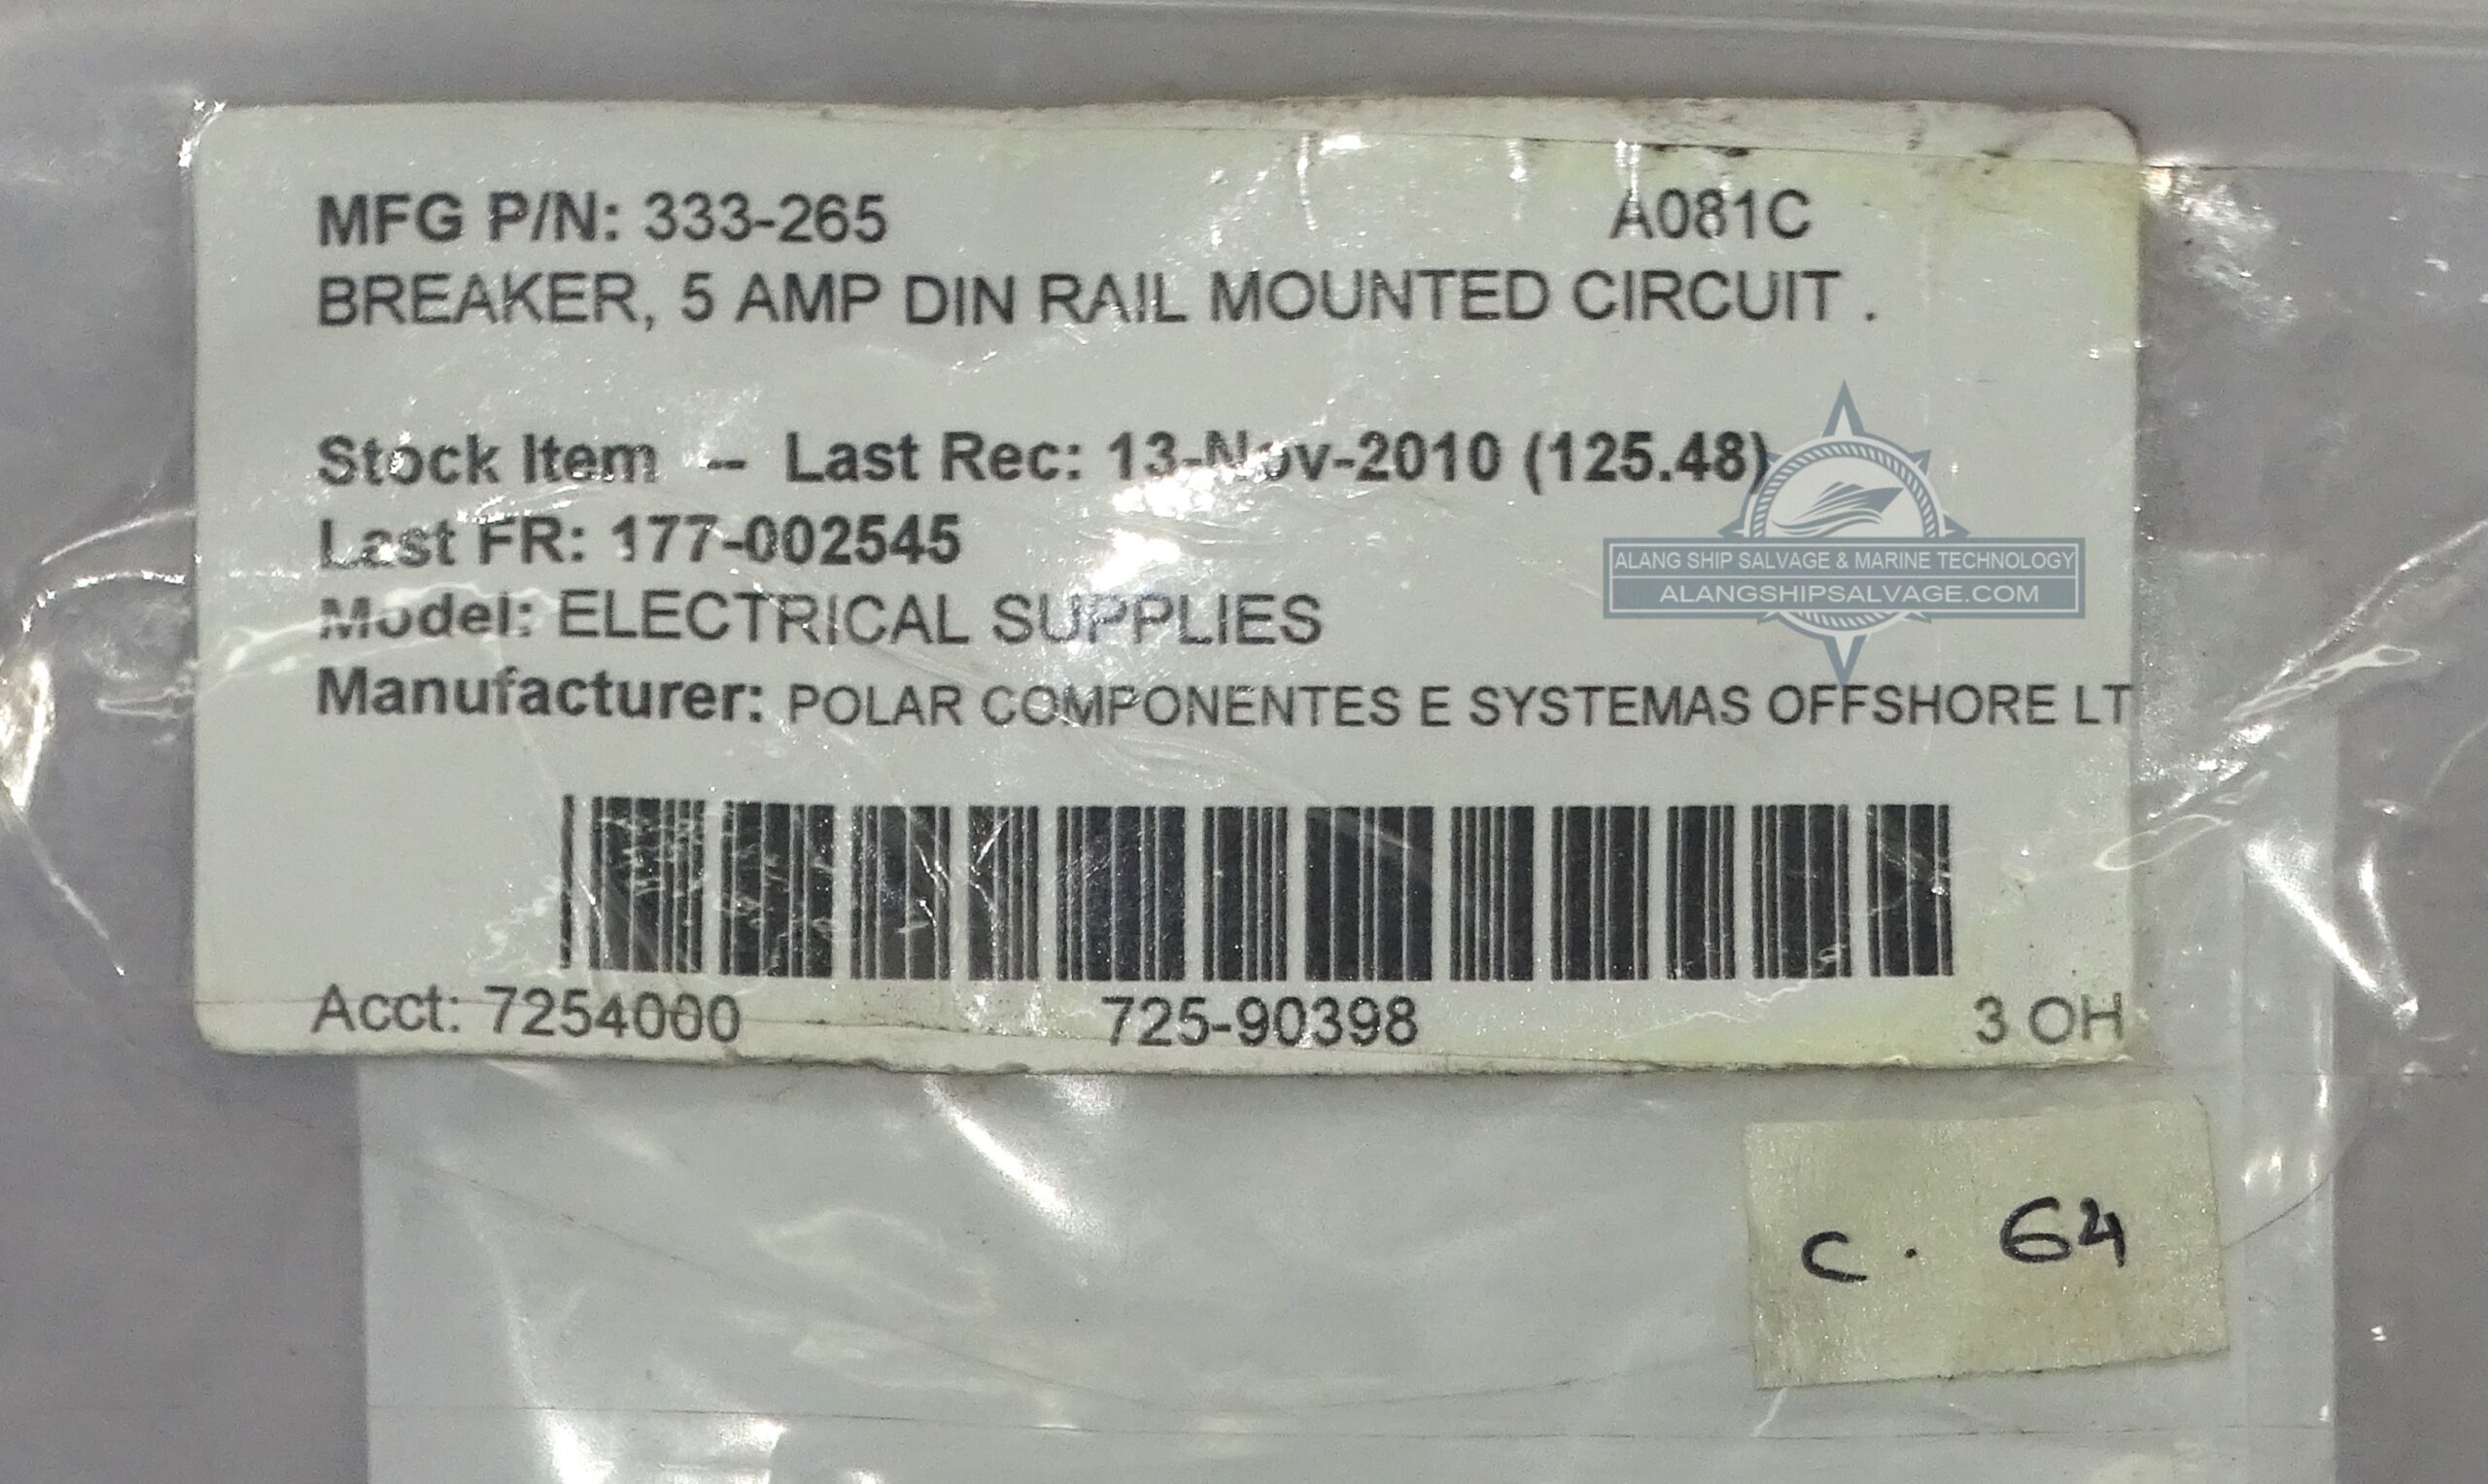 MFG P/N: 333-265 A081C
BREAKER, 5 AMP DIN RAIL MOUNTED CIRCUIT .
Stock Item -- Last Rec: 13-Nov-2010 (125.48)
Last FR: 177-002545
Model: ELECTRICAL SUPPLIES
Manufacturer: POLAR COMPONENTES E SYSTEMAS OFFSHORE LT
ALANG SHIP SALVAGE & MARINE TECHNOLOGY
ALANGSHIPSALVAGE.COM
Acct: 7254000 725-90398 3 OH
C. 64